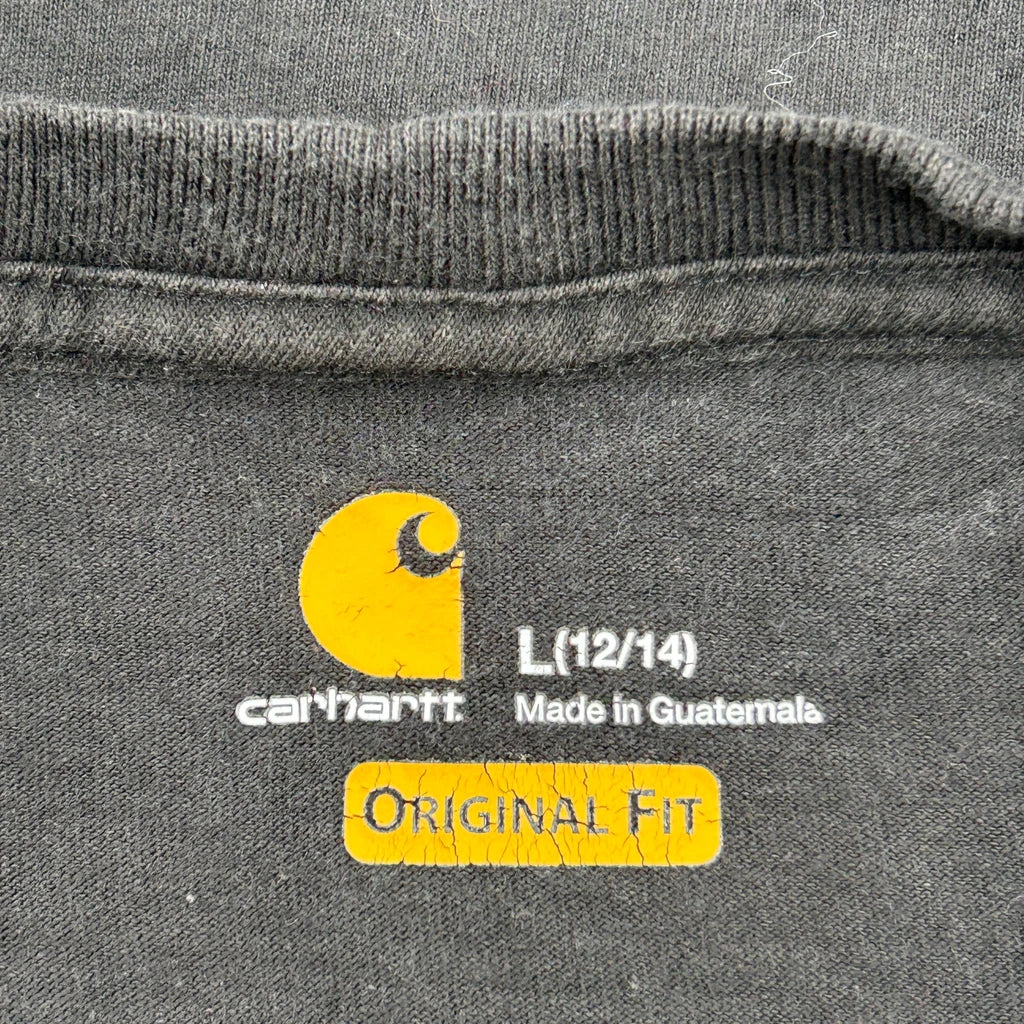 L(12/14)
carhartt
Made in Guatemala
ORIGINAL FIT